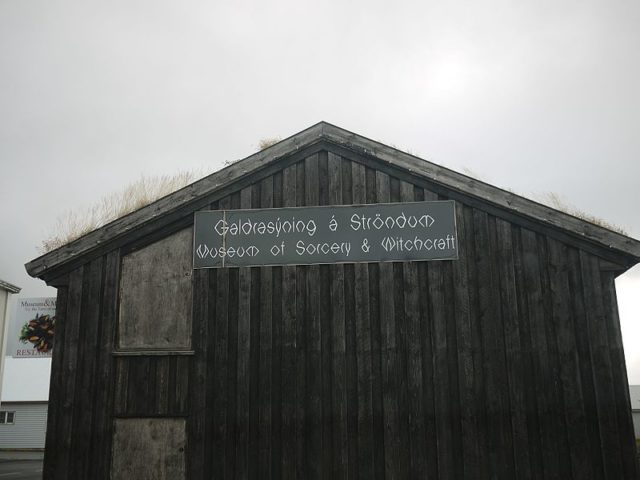 Galdrasýning á Ströndum
Museum of Sorcery & Witchcraft